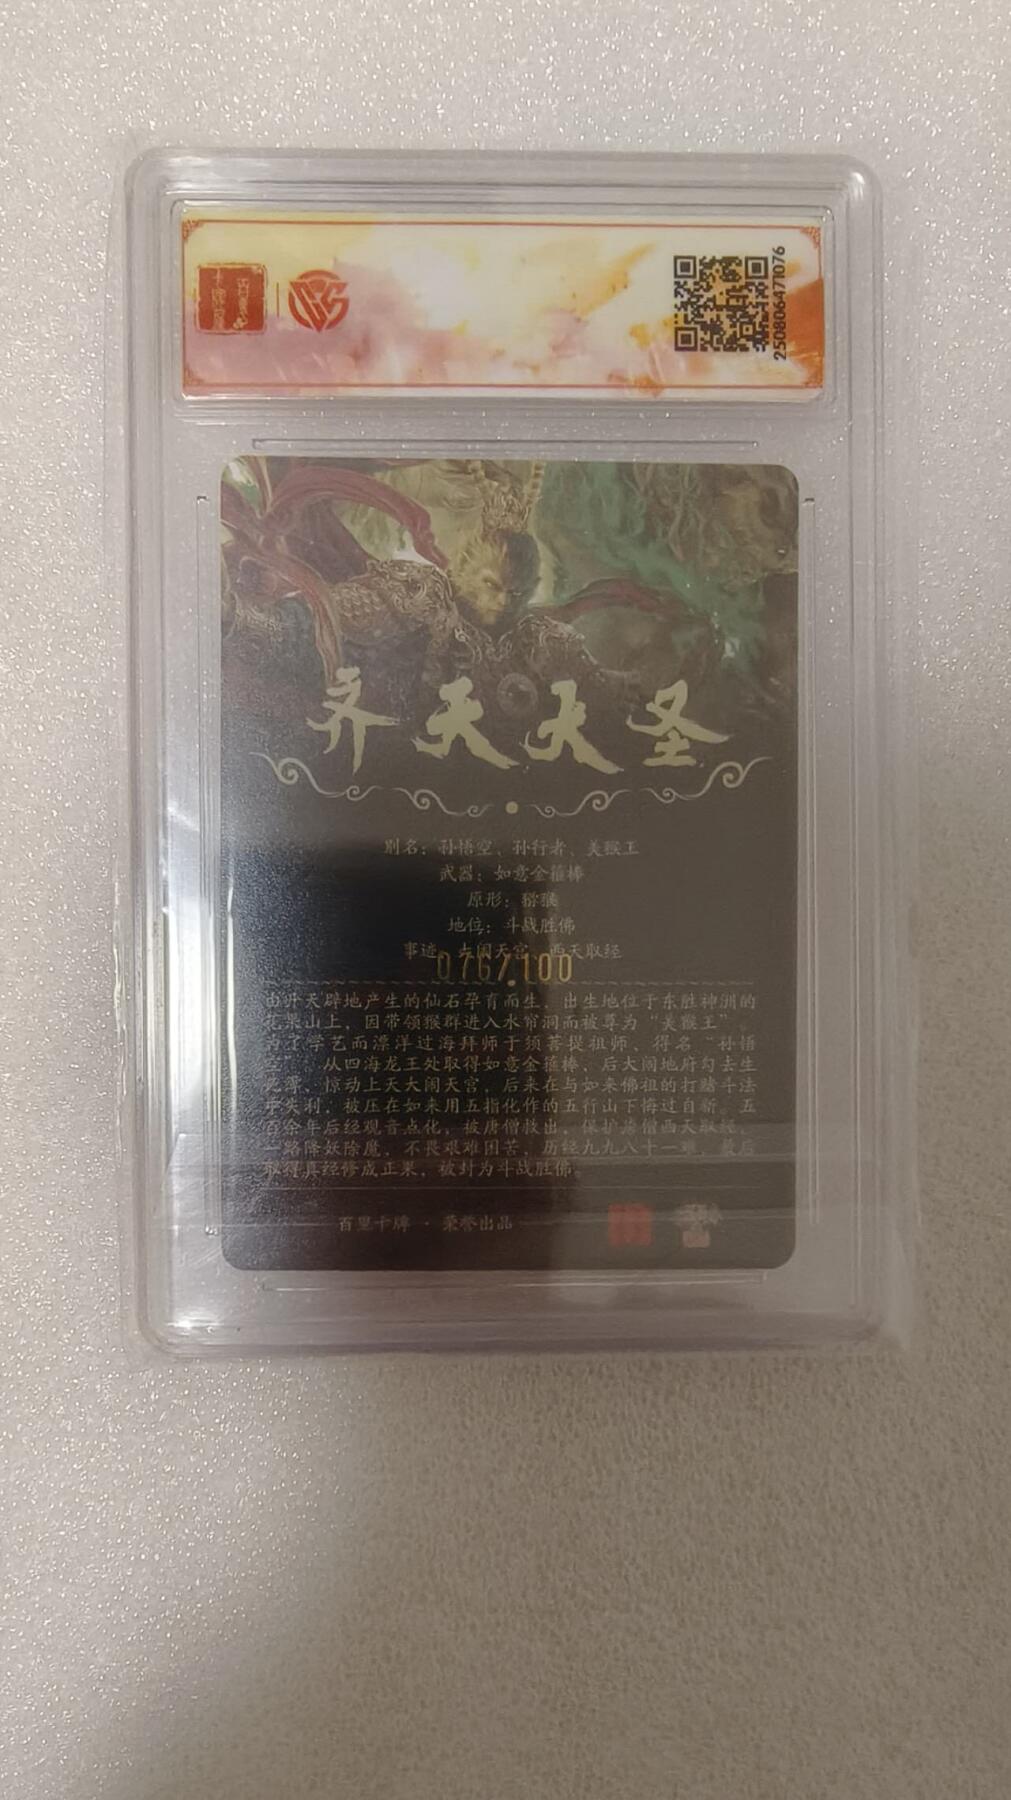 250806471076
齐天大圣
别名：孙悟空、孙行者、美猴王
武器：如意金箍棒
原形：猕猴
地位：斗战胜佛
事迹：大闹天宫、西天取经
076/100
由开天辟地产生的仙石孕育而生，出生地位于东胜神洲的
花果山上，因带领猴群进入水帘洞而被尊为“美猴王”。
为了学艺而漂洋过海拜师于须菩提祖师，得名“孙悟
空”。从四海龙王处取得如意金箍棒，后大闹地府勾去生
死簿，惊动上天大闹天宫，后来在与如来佛祖的打赌斗法
中失利，被压在如来用五指化作的五行山下悔过自新。五
百余年后经观音点化，被唐僧救出，保护唐僧西天取经，
一路降妖除魔，不畏艰难困苦，历经九九八十一难，最后
取得真经修成正果，被封为斗战胜佛。
百里卡牌 · 荣誉出品